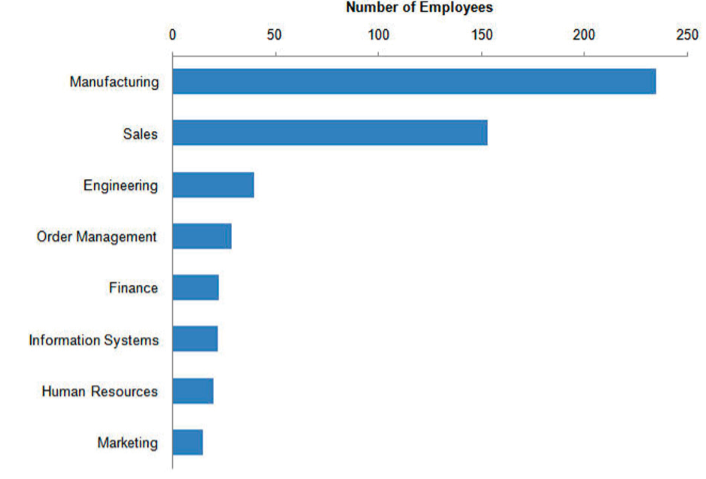 Number of Employees
0 50 100 150 200 250
Manufacturing
Sales
Engineering
Order Management
Finance
Information Systems
Human Resources
Marketing